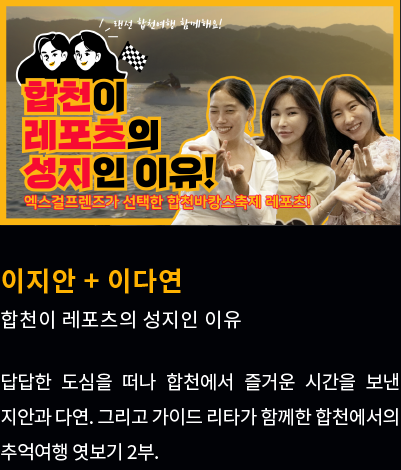 랜선 합천여행 함께해요!
합천이
레포츠의
성지인 이유!
엑스걸프렌즈가 선택한 합천바캉스축제 레포츠!
이지안 + 이다연
합천이 레포츠의 성지인 이유
답답한 도심을 떠나 합천에서 즐거운 시간을 보낸
지안과 다연. 그리고 가이드 리타가 함께한 합천에서의
추억여행 엿보기 2부.